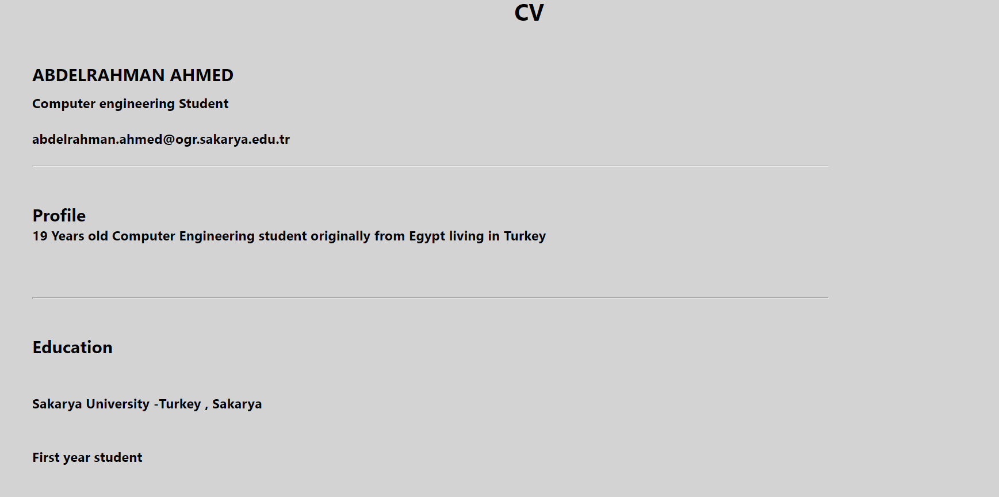 CV
ABDELRAHMAN AHMED
Computer engineering Student
abdelrahman.ahmed@ogr.sakarya.edu.tr
Profile
19 Years old Computer Engineering student originally from Egypt living in Turkey
Education
Sakarya University -Turkey , Sakarya
First year student